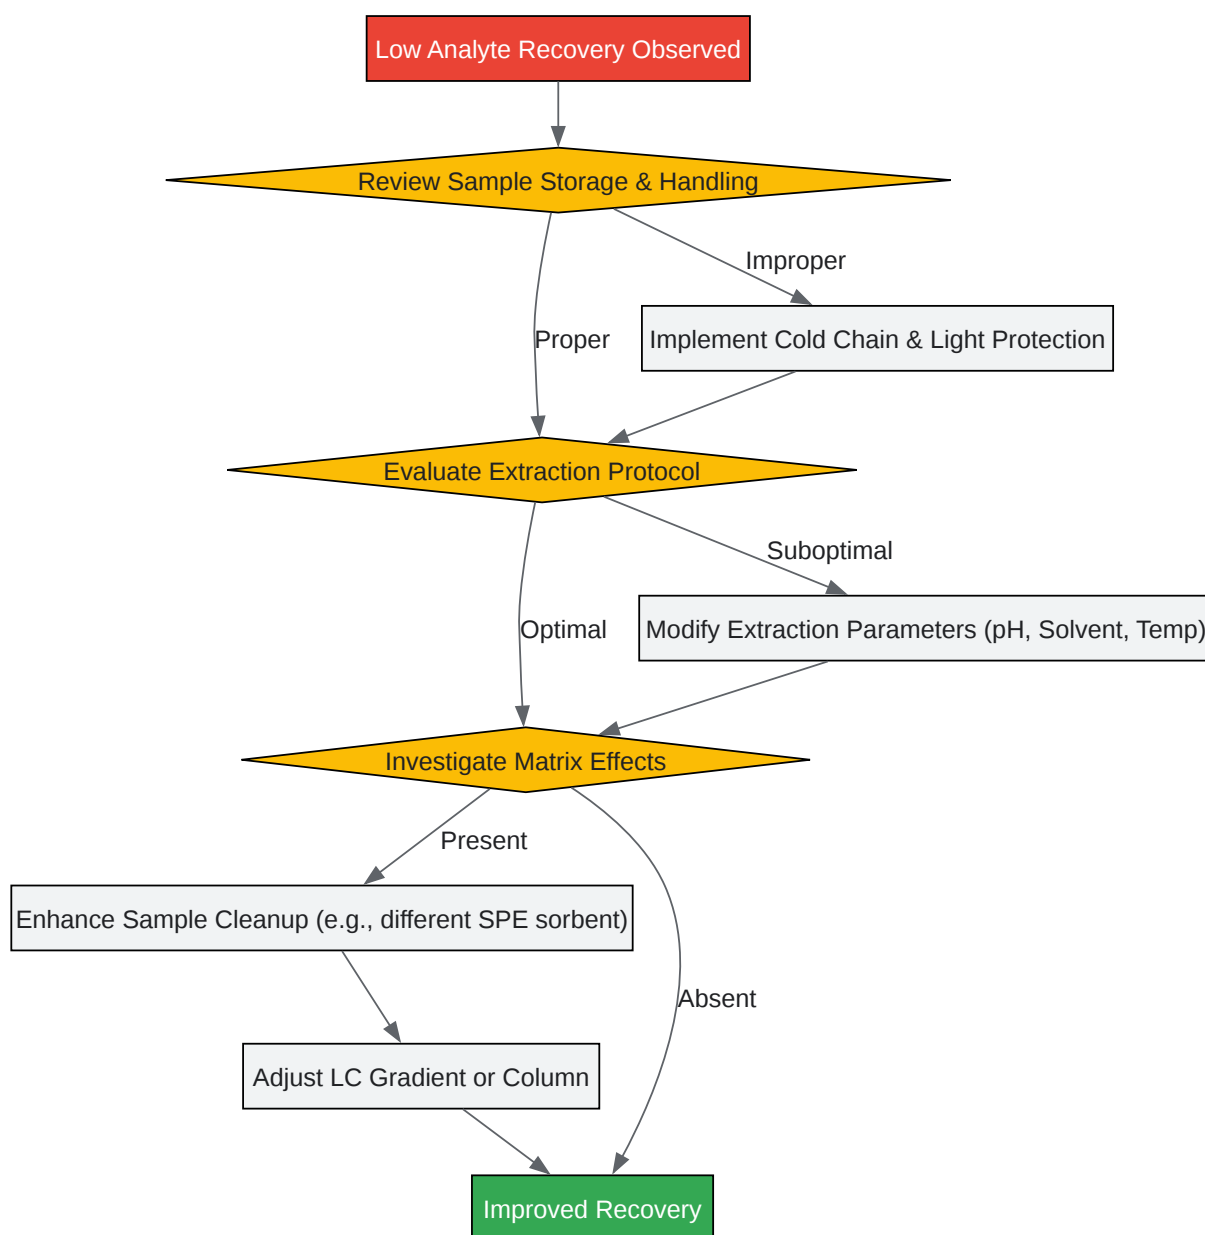 Low Analyte Recovery Observed
Review Sample Storage & Handling
Improper
Proper
Implement Cold Chain & Light Protection
Evaluate Extraction Protocol
Suboptimal
Optimal
Modify Extraction Parameters (pH, Solvent, Temp)
Investigate Matrix Effects
Present
Enhance Sample Cleanup (e.g., different SPE sorbent)
Absent
Adjust LC Gradient or Column
Improved Recovery